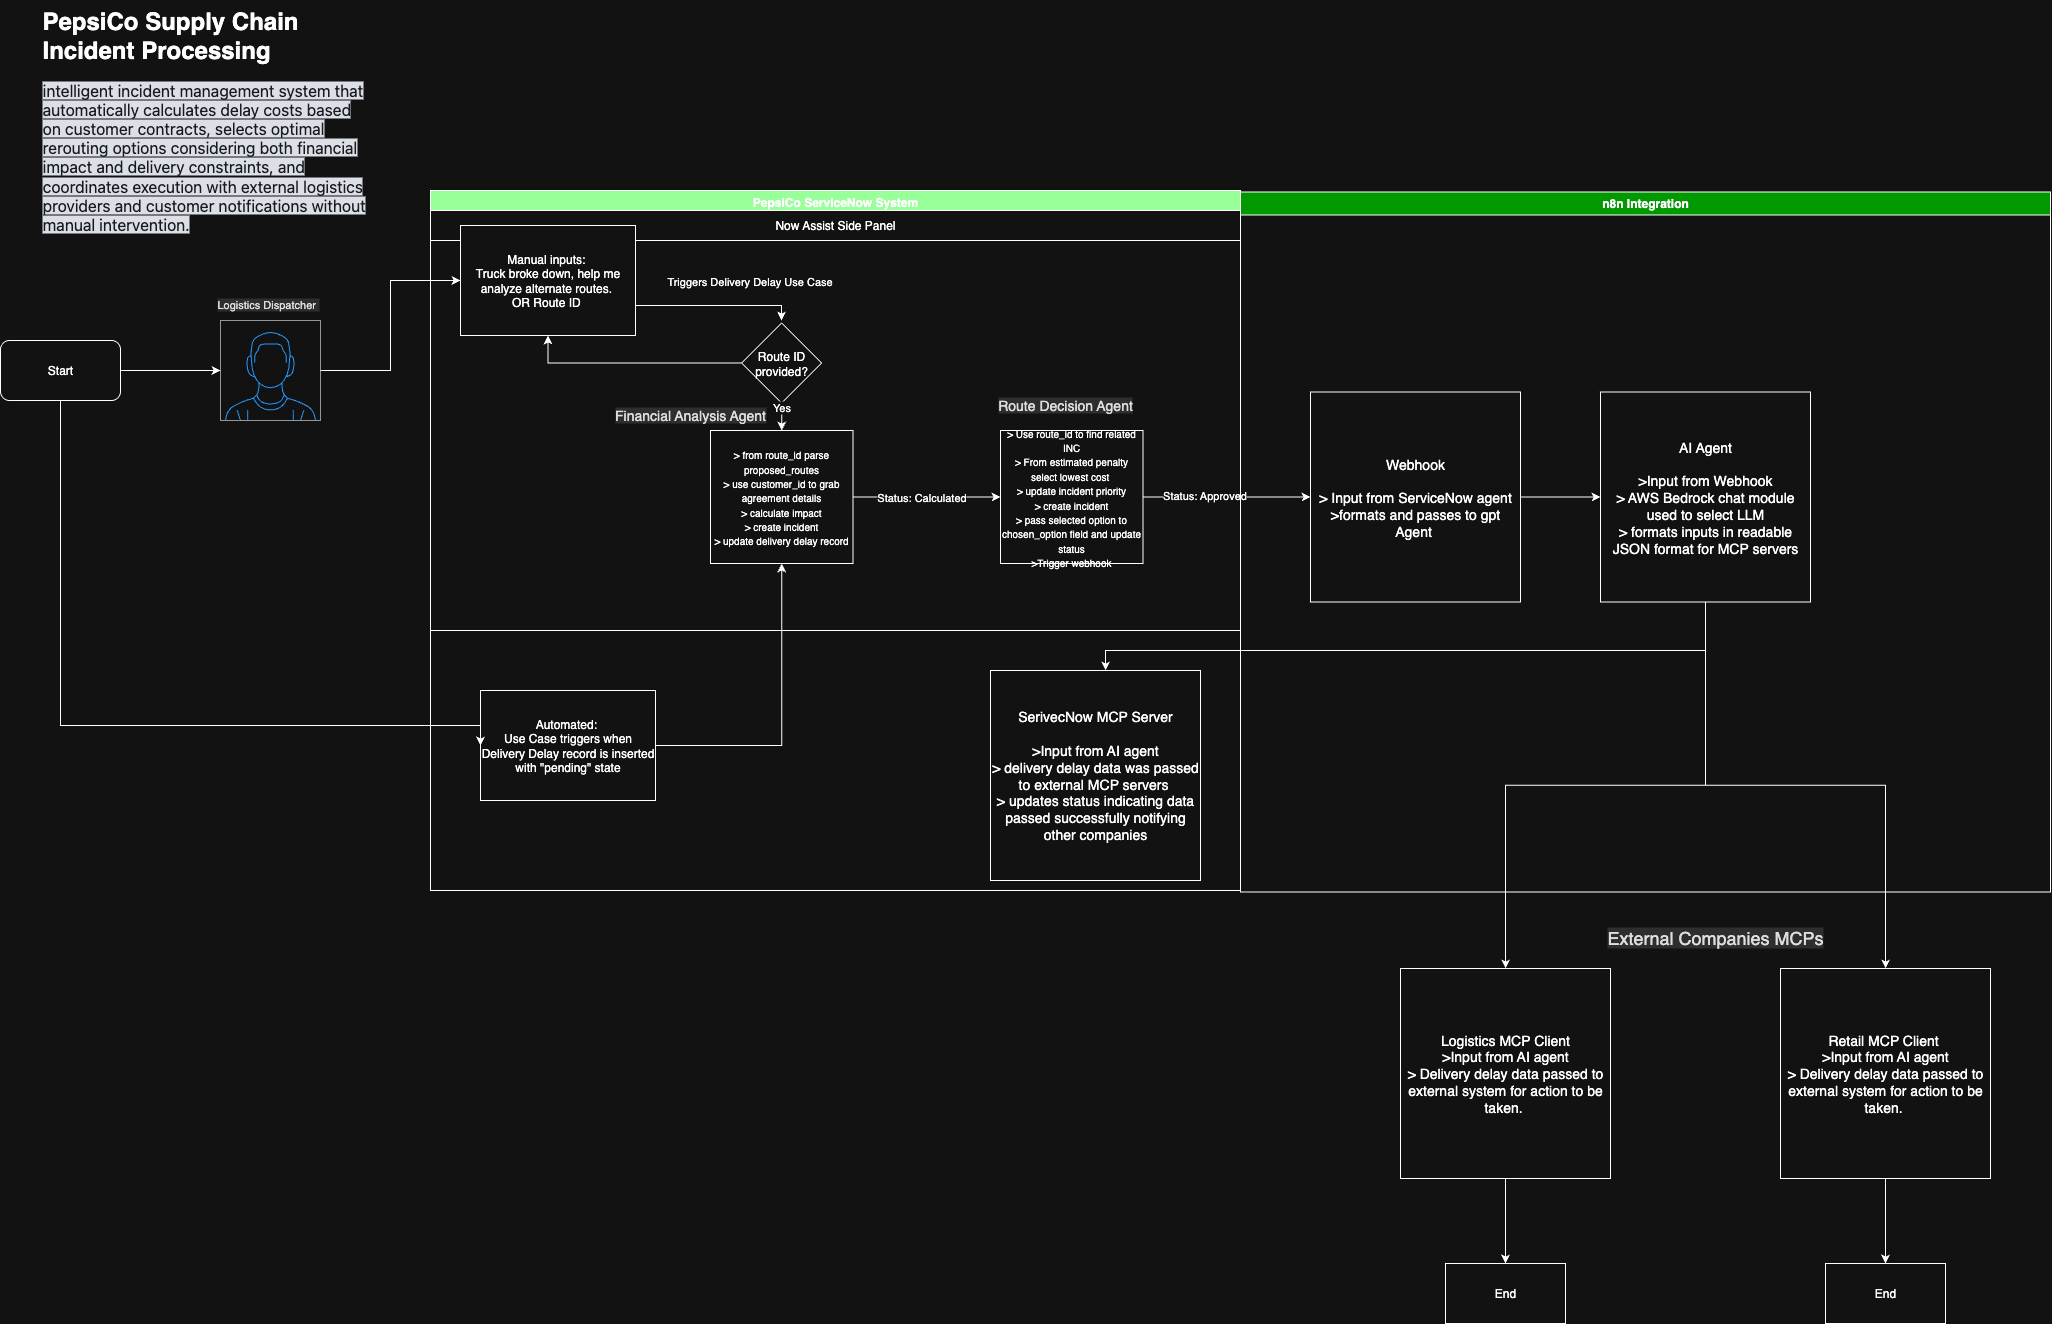 PepsiCo Supply Chain
Incident Processing
intelligent incident management system that
automatically calculates delay costs based
on customer contracts, selects optimal
rerouting options considering both financial
impact and delivery constraints, and
coordinates execution with external logistics
providers and customer notifications without
manual intervention.
PepsiCo ServiceNow System
n8n Integration
Now Assist Side Panel
Manual inputs:
Truck broke down, help me
analyze alternate routes.
OR Route ID
Triggers Delivery Delay Use Case
Logistics Dispatcher
Start
Route ID
provided?
Yes
Financial Analysis Agent
> from route_id parse
proposed_routes
> use customer_id to grab
agreement details
> calculate impact
> create incident
> update delivery delay record
Status: Calculated
Route Decision Agent
> Use route_id to find related
INC
> From estimated penalty
select lowest cost
> update incident priority
> create incident
> pass selected option to
chosen_option field and update
status
>Trigger webhook
Status: Approved
Webhook
> Input from ServiceNow agent
>formats and passes to gpt
Agent
AI Agent
>Input from Webhook
> AWS Bedrock chat module
used to select LLM
> formats inputs in readable
JSON format for MCP servers
Automated:
Use Case triggers when
Delivery Delay record is inserted
with "pending" state
SerivecNow MCP Server
>Input from AI agent
> delivery delay data was passed
to external MCP servers
> updates status indicating data
passed successfully notifying
other companies
External Companies MCPs
Logistics MCP Client
>Input from AI agent
> Delivery delay data passed to
external system for action to be
taken.
Retail MCP Client
>Input from AI agent
> Delivery delay data passed to
external system for action to be
taken.
End
End